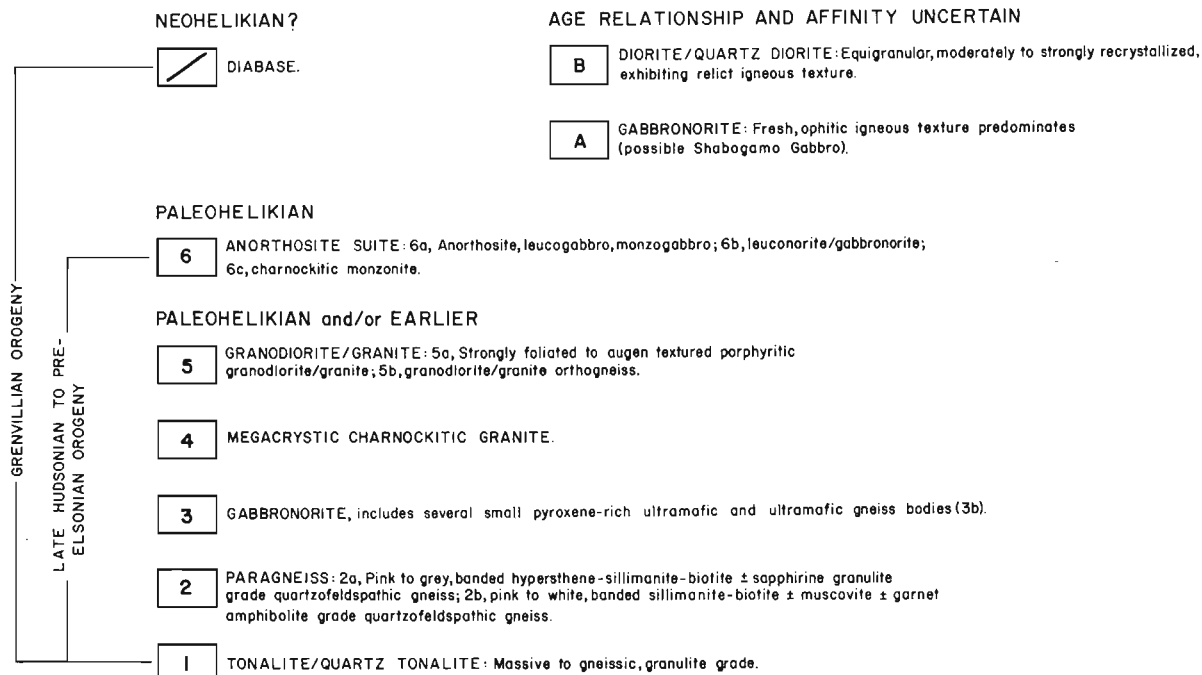 NEOHELIKIAN?
DIABASE.
AGE RELATIONSHIP AND AFFINITY UNCERTAIN
B
DIORITE/QUARTZ DIORITE: Equigranular, moderately to strongly recrystallized,
exhibiting relict igneous texture.
A
GABBRONORITE: Fresh, ophitic igneous texture predominates
(possible Shabogamo Gabbro).
PALEOHELIKIAN
6
ANORTHOSITE SUITE: 6a, Anorthosite, leucogabbro, monzogabbro; 6b, leuconorite/gabbronorite;
6c, charnockitic monzonite.
PALEOHELIKIAN and/or EARLIER
5
GRANODIORITE/GRANITE: 5a, Strongly foliated to augen textured porphyritic
granodiorite/granite; 5b, granodiorite/granite orthogneiss.
4
MEGACRYSTIC CHARNOCKITIC GRANITE.
3
GABBRONORITE, includes several small pyroxene-rich ultramafic and ultramafic gneiss bodies (3b).
2
PARAGNEISS: 2a, Pink to grey, banded hypersthene-sillimanite-biotite ± sapphirine granulite
grade quartzofeldspathic gneiss; 2b, pink to white, banded sillimanite-biotite ± muscovite ± garnet
amphibolite grade quartzofeldspathic gneiss.
1
TONALITE/QUARTZ TONALITE: Massive to gneissic, granulite grade.
GRENVILLIAN OROGENY
LATE HUDSONIAN TO PRE-
ELSONIAN OROGENY